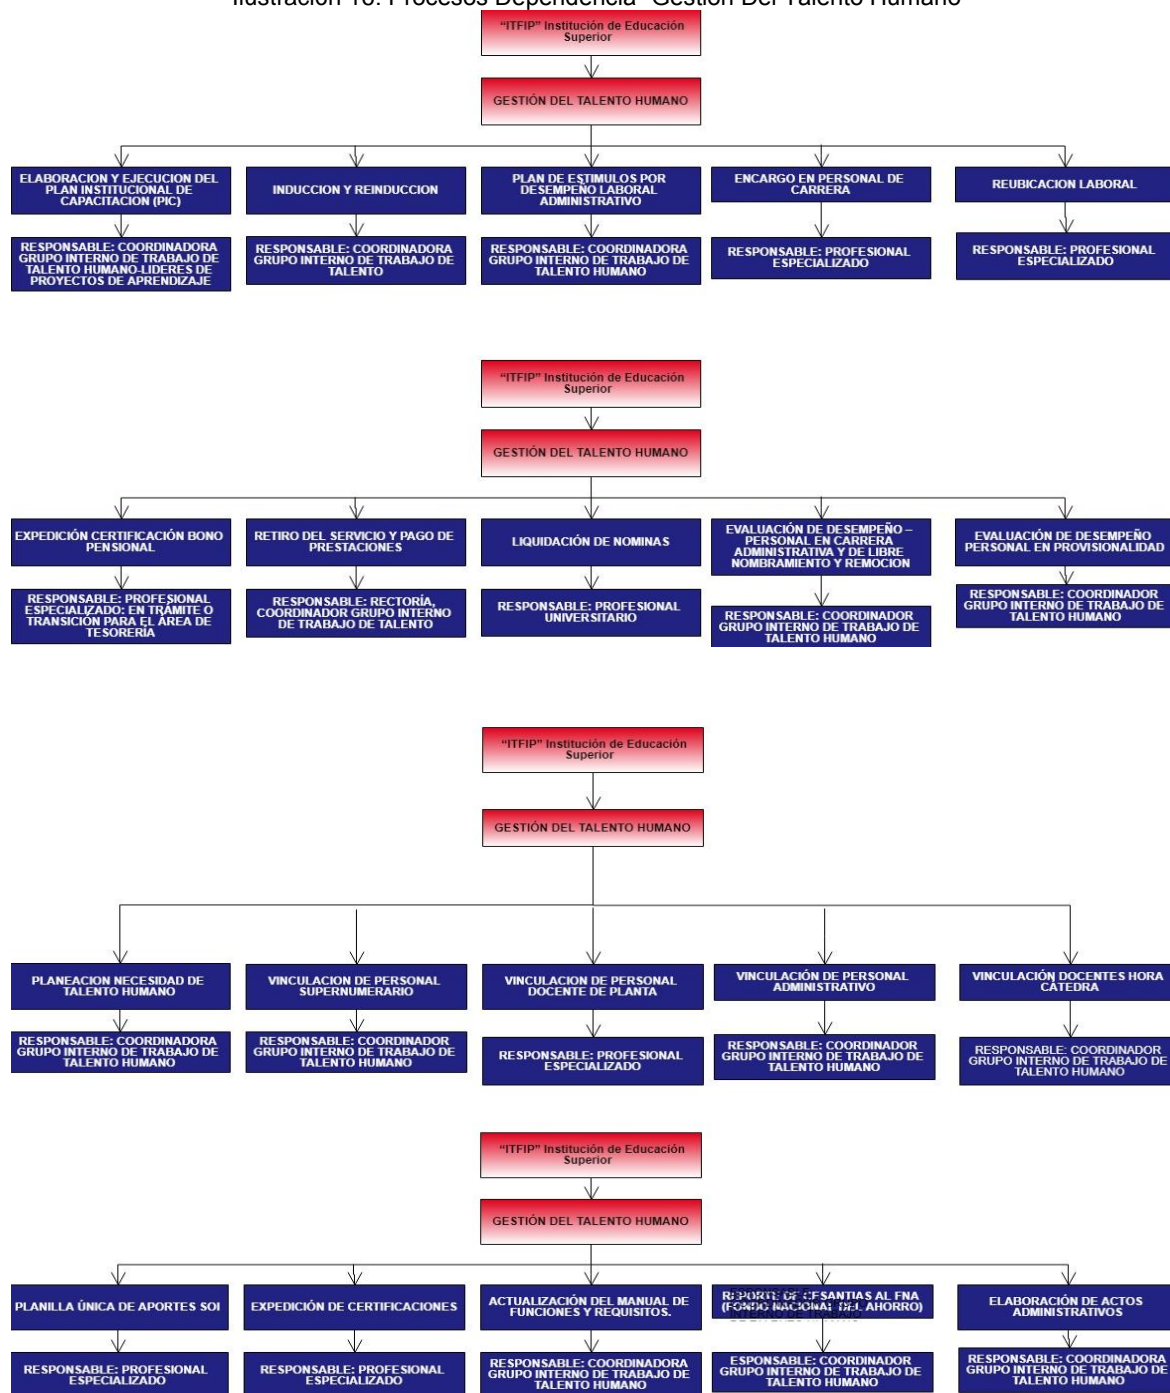 Ilustración 16. Procesos Dependencia "Gestión Del Talento Humano"
“ITFIP” Institución de Educación
Superior
GESTIÓN DEL TALENTO HUMANO
ELABORACION Y EJECUCION DEL
PLAN INSTITUCIONAL DE
CAPACITACION (PIC)
INDUCCION Y REINDUCCION
PLAN DE ESTIMULOS POR
DESEMPEÑO LABORAL
ADMINISTRATIVO
ENCARGO EN PERSONAL DE
CARRERA
REUBICACION LABORAL
RESPONSABLE: COORDINADORA
GRUPO INTERNO DE TRABAJO DE
TALENTO HUMANO-LIDERES DE
PROYECTOS DE APRENDIZAJE
RESPONSABLE: COORDINADORA
GRUPO INTERNO DE TRABAJO DE
TALENTO
RESPONSABLE: COORDINADORA
GRUPO INTERNO DE TRABAJO DE
TALENTO HUMANO
RESPONSABLE: PROFESIONAL
ESPECIALIZADO
RESPONSABLE: PROFESIONAL
ESPECIALIZADO
“ITFIP” Institución de Educación
Superior
GESTIÓN DEL TALENTO HUMANO
EXPEDICIÓN CERTIFICACIÓN BONO
PENSIONAL
RETIRO DEL SERVICIO Y PAGO DE
PRESTACIONES
LIQUIDACIÓN DE NOMINAS
EVALUACIÓN DE DESEMPEÑO –
PERSONAL EN CARRERA
ADMINISTRATIVA Y DE LIBRE
NOMBRAMIENTO Y REMOCION
EVALUACIÓN DE DESEMPEÑO
PERSONAL EN PROVISIONALIDAD
RESPONSABLE: PROFESIONAL
ESPECIALIZADO: EN TRÁMITE O
TRANSICIÓN PARA EL ÁREA DE
TESORERÍA
RESPONSABLE: RECTORÍA,
COORDINADOR GRUPO INTERNO
DE TRABAJO DE TALENTO
RESPONSABLE: PROFESIONAL
UNIVERSITARIO
RESPONSABLE: COORDINADOR
GRUPO INTERNO DE TRABAJO DE
TALENTO HUMANO
RESPONSABLE: COORDINADOR
GRUPO INTERNO DE TRABAJO DE
TALENTO HUMANO
“ITFIP” Institución de Educación
Superior
GESTIÓN DEL TALENTO HUMANO
PLANEACION NECESIDAD DE
TALENTO HUMANO
VINCULACION DE PERSONAL
SUPERNUMERARIO
VINCULACION DE PERSONAL
DOCENTE DE PLANTA
VINCULACIÓN DE PERSONAL
ADMINISTRATIVO
VINCULACIÓN DOCENTES HORA
CÁTEDRA
RESPONSABLE: COORDINADORA
GRUPO INTERNO DE TRABAJO DE
TALENTO HUMANO
RESPONSABLE: COORDINADOR
GRUPO INTERNO DE TRABAJO DE
TALENTO HUMANO
RESPONSABLE: PROFESIONAL
ESPECIALIZADO
RESPONSABLE: COORDINADOR
GRUPO INTERNO DE TRABAJO DE
TALENTO HUMANO
RESPONSABLE: COORDINADOR
GRUPO INTERNO DE TRABAJO DE
TALENTO HUMANO
“ITFIP” Institución de Educación
Superior
GESTIÓN DEL TALENTO HUMANO
PLANILLA ÚNICA DE APORTES SOI
EXPEDICIÓN DE CERTIFICACIONES
ACTUALIZACIÓN DEL MANUAL DE
FUNCIONES Y REQUISITOS.
REPORTE DE CESANTIAS AL FNA
(FONDO NACIONAL DEL AHORRO)
INTERNO DE TRABAJO
ELABORACIÓN DE ACTOS
ADMINISTRATIVOS
RESPONSABLE: PROFESIONAL
ESPECIALIZADO
RESPONSABLE: PROFESIONAL
ESPECIALIZADO
RESPONSABLE: COORDINADORA
GRUPO INTERNO DE TRABAJO DE
TALENTO HUMANO
ESPONSABLE: COORDINADOR
GRUPO INTERNO DE TRABAJO DE
TALENTO HUMANO
RESPONSABLE: COORDINADORA
GRUPO INTERNO DE TRABAJO DE
TALENTO HUMANO